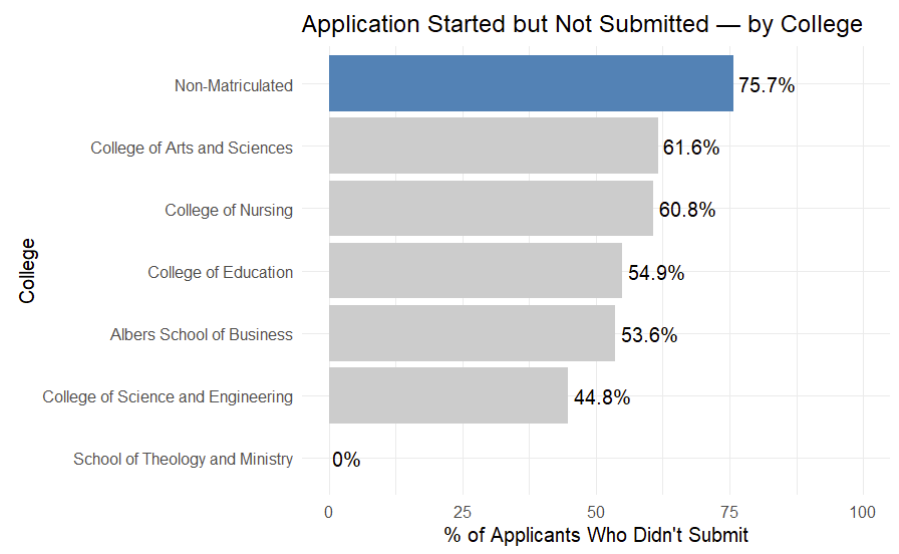 Application Started but Not Submitted — by College
Non-Matriculated 75.7%
College of Arts and Sciences 61.6%
College of Nursing 60.8%
College of Education 54.9%
Albers School of Business 53.6%
College of Science and Engineering 44.8%
School of Theology and Ministry 0%
College
0 25 50 75 100
% of Applicants Who Didn't Submit